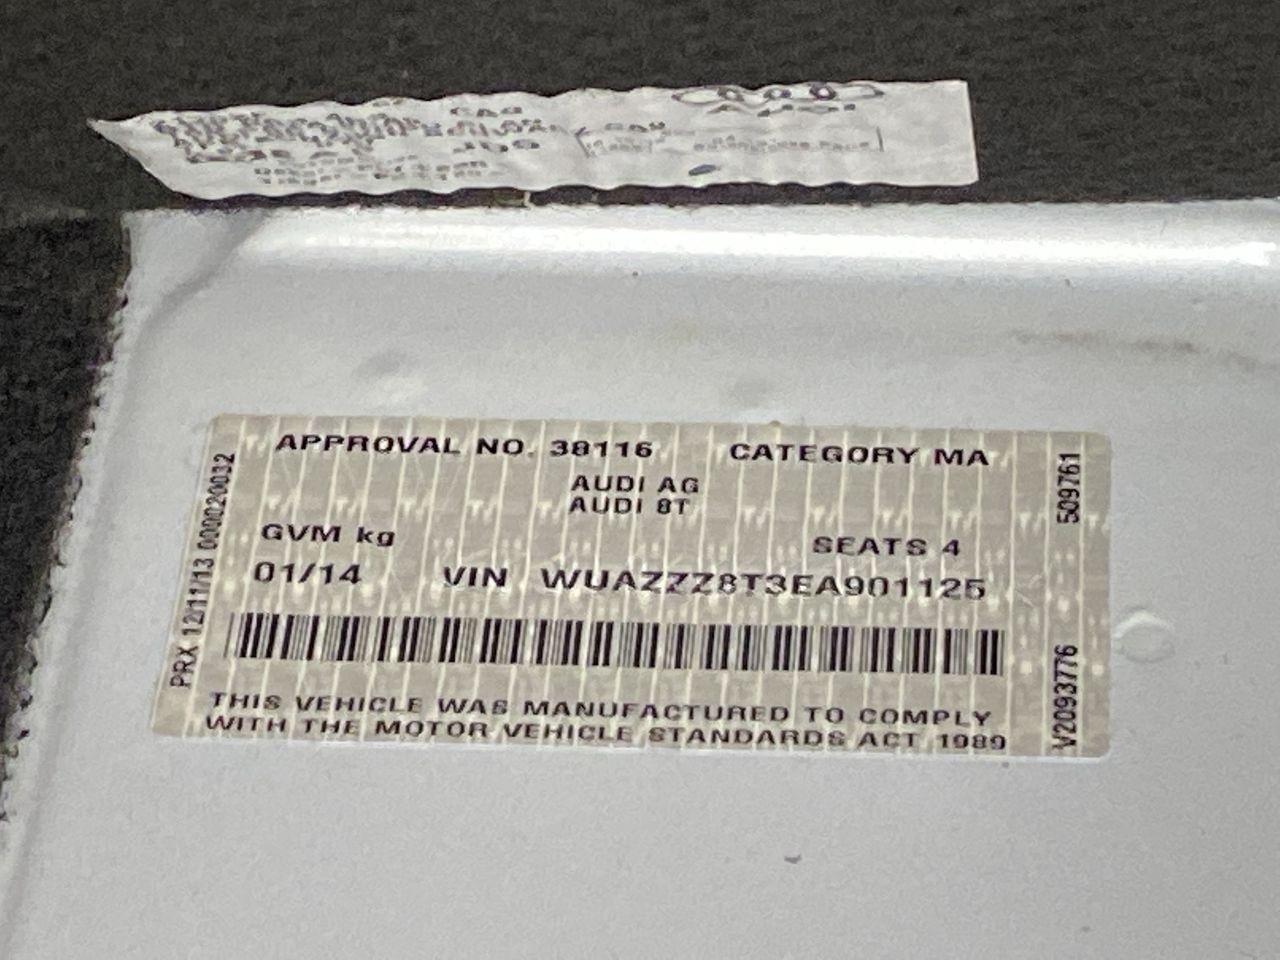 APPROVAL NO. 38116 CATEGORY MA
AUDI AG
AUDI 8T
GVM kg SEATS 4
01/14 VIN WUAZZZ8T3EA901125
THIS VEHICLE WAS MANUFACTURED TO COMPLY
WITH THE MOTOR VEHICLE STANDARDS ACT 1989
PRX 12/11/13 000020032
509761
V2093776